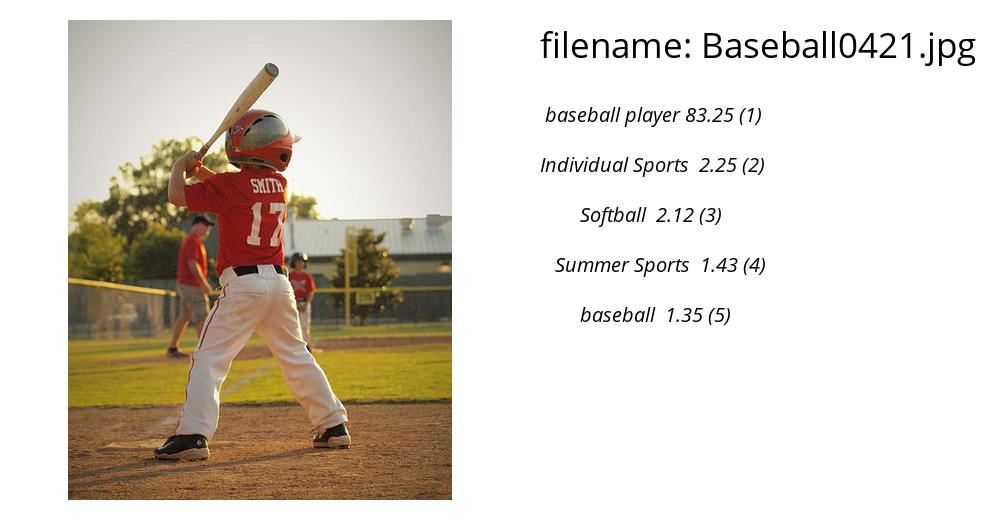 filename: Baseball0421.jpg
baseball player 83.25 (1)
Individual Sports 2.25 (2)
Softball 2.12 (3)
Summer Sports 1.43 (4)
baseball 1.35 (5)
SMITH
17